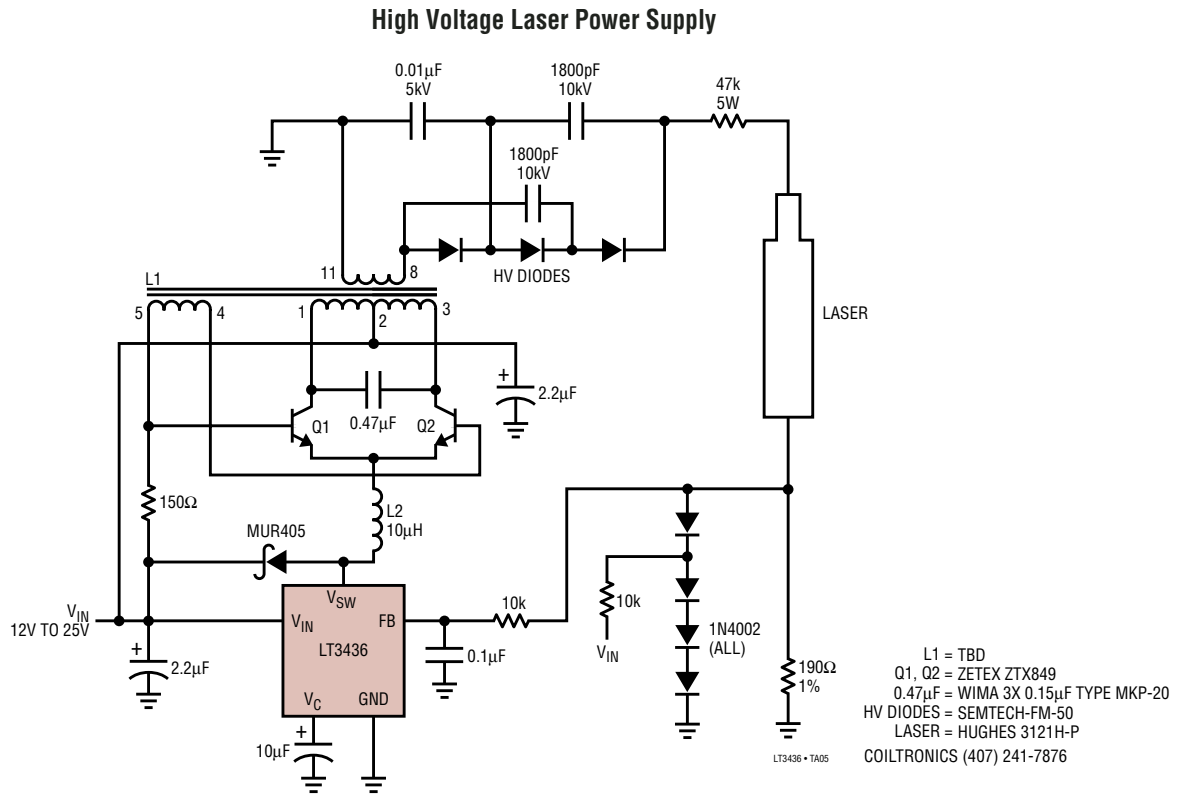 High Voltage Laser Power Supply
0.01µF
5kV
1800pF
10kV
47k
5W
1800pF
10kV
11
8
HV DIODES
L1
5
4
1
2
3
LASER
+
2.2µF
Q1
0.47µF
Q2
150Ω
L2
10µH
MUR405
VIN
12V TO 25V
VSW
VIN
FB
LT3436
VC
GND
10k
0.1µF
10k
VIN
1N4002
(ALL)
190Ω
1%
+
2.2µF
+
10µF
L1 = TBD
Q1, Q2 = ZETEX ZTX849
0.47µF = WIMA 3X 0.15µF TYPE MKP-20
HV DIODES = SEMTECH-FM-50
LASER = HUGHES 3121H-P
COILTRONICS (407) 241-7876
LT3436 • TA05